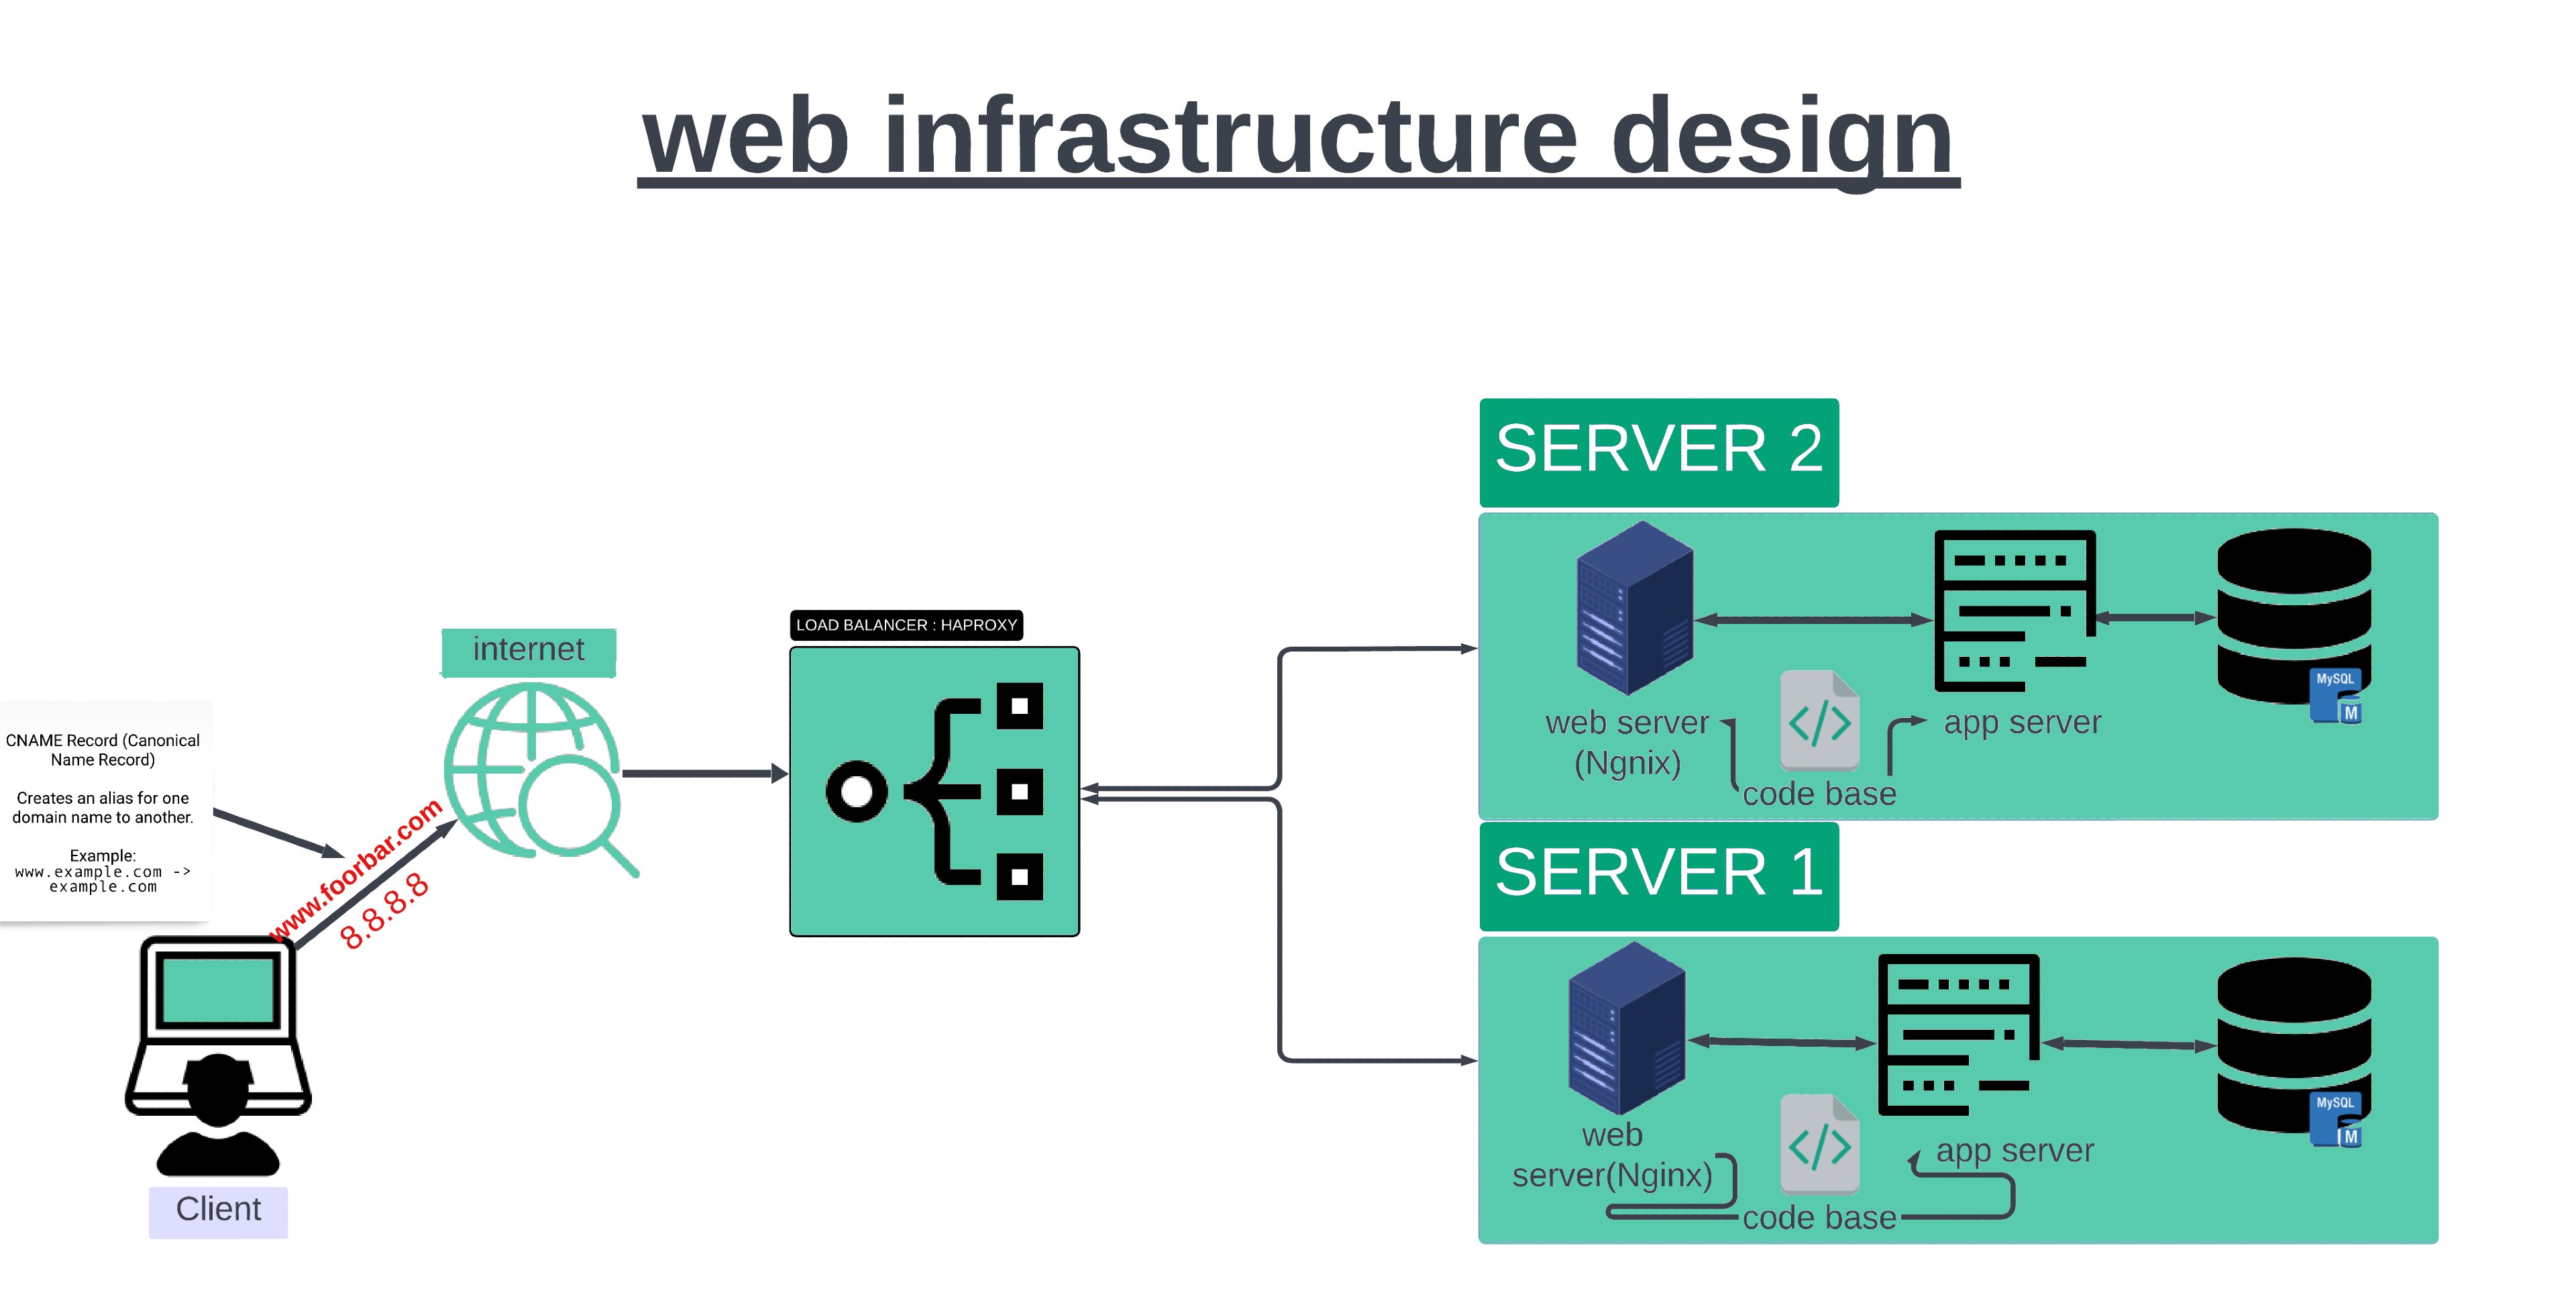 web infrastructure design
SERVER 2
LOAD BALANCER : HAPROXY
internet
CNAME Record (Canonical
Name Record)
Creates an alias for one
domain name to another.
Example:
www.example.com ->
example.com
www.foorbar.com
8.8.8.8
Client
web server
(Ngnix)
code base
app server
MySQL
M
SERVER 1
web
server(Nginx)
code base
app server
MySQL
M